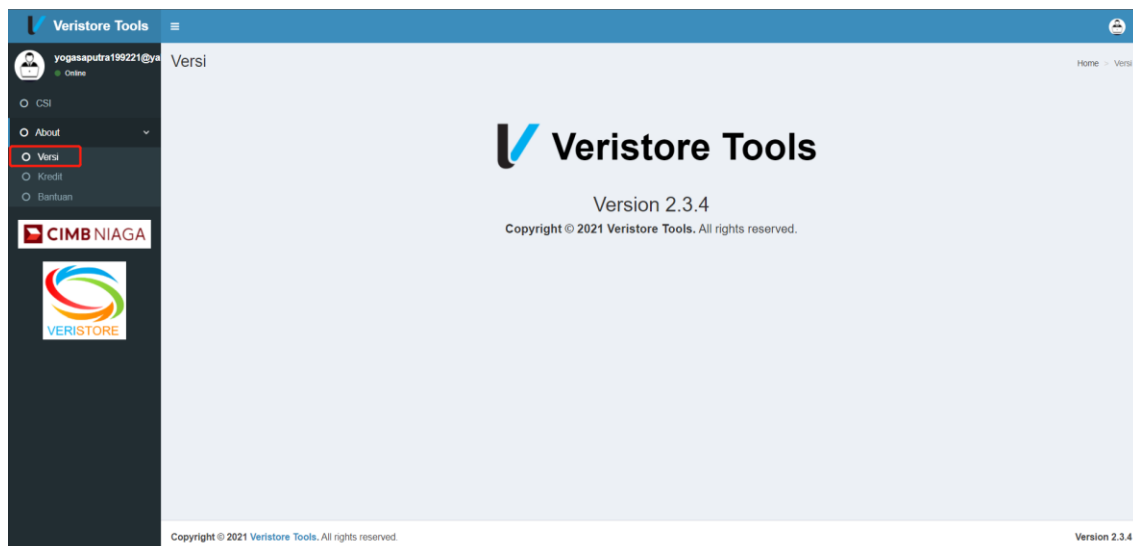 Veristore Tools
yogasaputra199221@ya
Online
Versi
Home > Versi
CSI
About
Versi
Kredit
Bantuan
CIMB NIAGA
VERISTORE
Veristore Tools
Version 2.3.4
Copyright © 2021 Veristore Tools. All rights reserved.
Copyright © 2021 Veristore Tools. All rights reserved.
Version 2.3.4